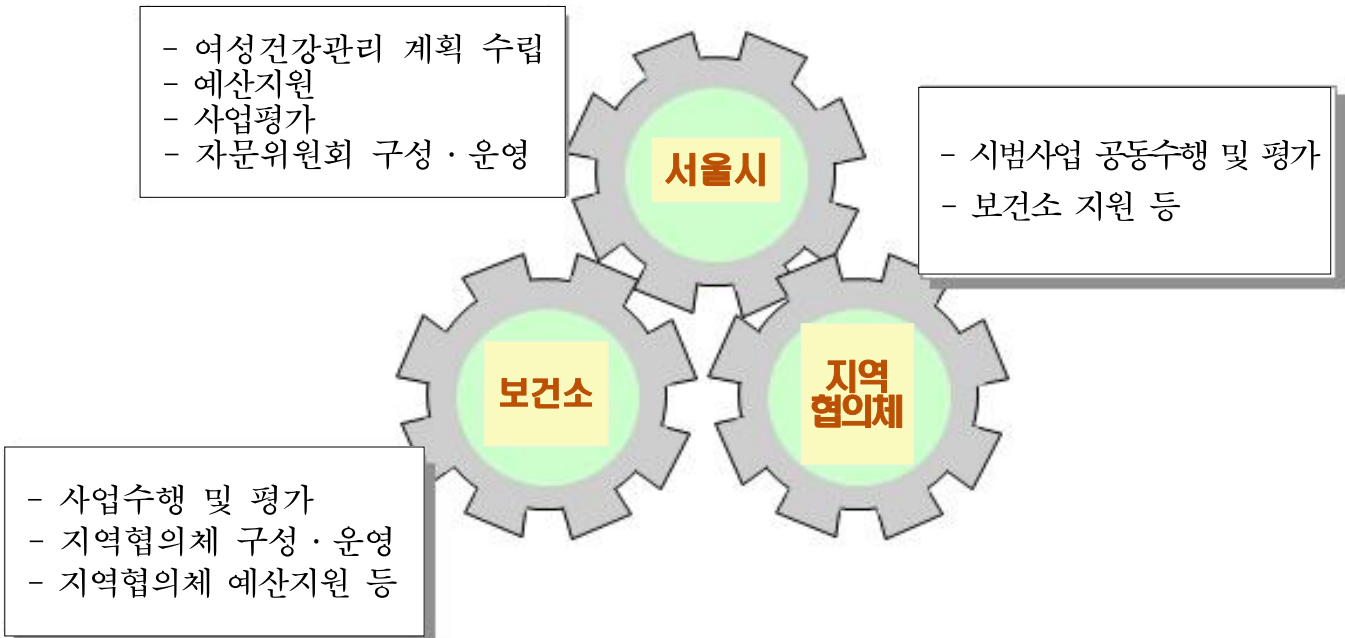 - 여성건강관리 계획 수립
- 예산지원
- 사업평가
- 자문위원회 구성 · 운영
서울시
- 시범사업 공동수행 및 평가
- 보건소 지원 등
보건소
지역
협의체
- 사업수행 및 평가
- 지역협의체 구성 · 운영
- 지역협의체 예산지원 등